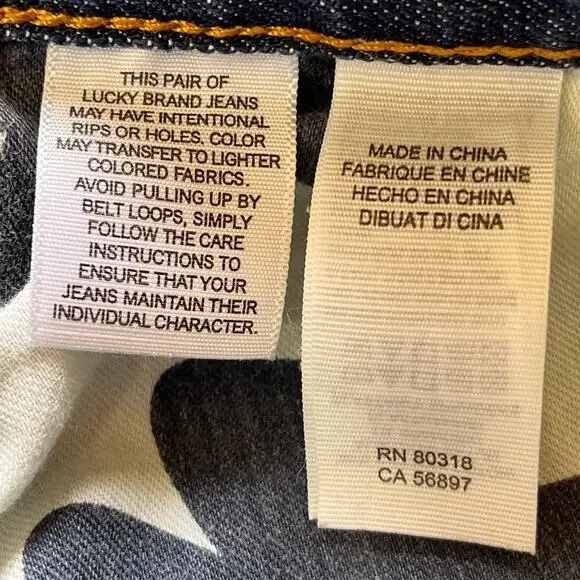 THIS PAIR OF
LUCKY BRAND JEANS
MAY HAVE INTENTIONAL
RIPS OR HOLES. COLOR
MAY TRANSFER TO LIGHTER
COLORED FABRICS.
AVOID PULLING UP BY
BELT LOOPS, SIMPLY
FOLLOW THE CARE
INSTRUCTIONS TO
ENSURE THAT YOUR
JEANS MAINTAIN THEIR
INDIVIDUAL CHARACTER.
MADE IN CHINA
FABRIQUE EN CHINE
HECHO EN CHINA
DIBUAT DI CINA
RN 80318
CA 56897